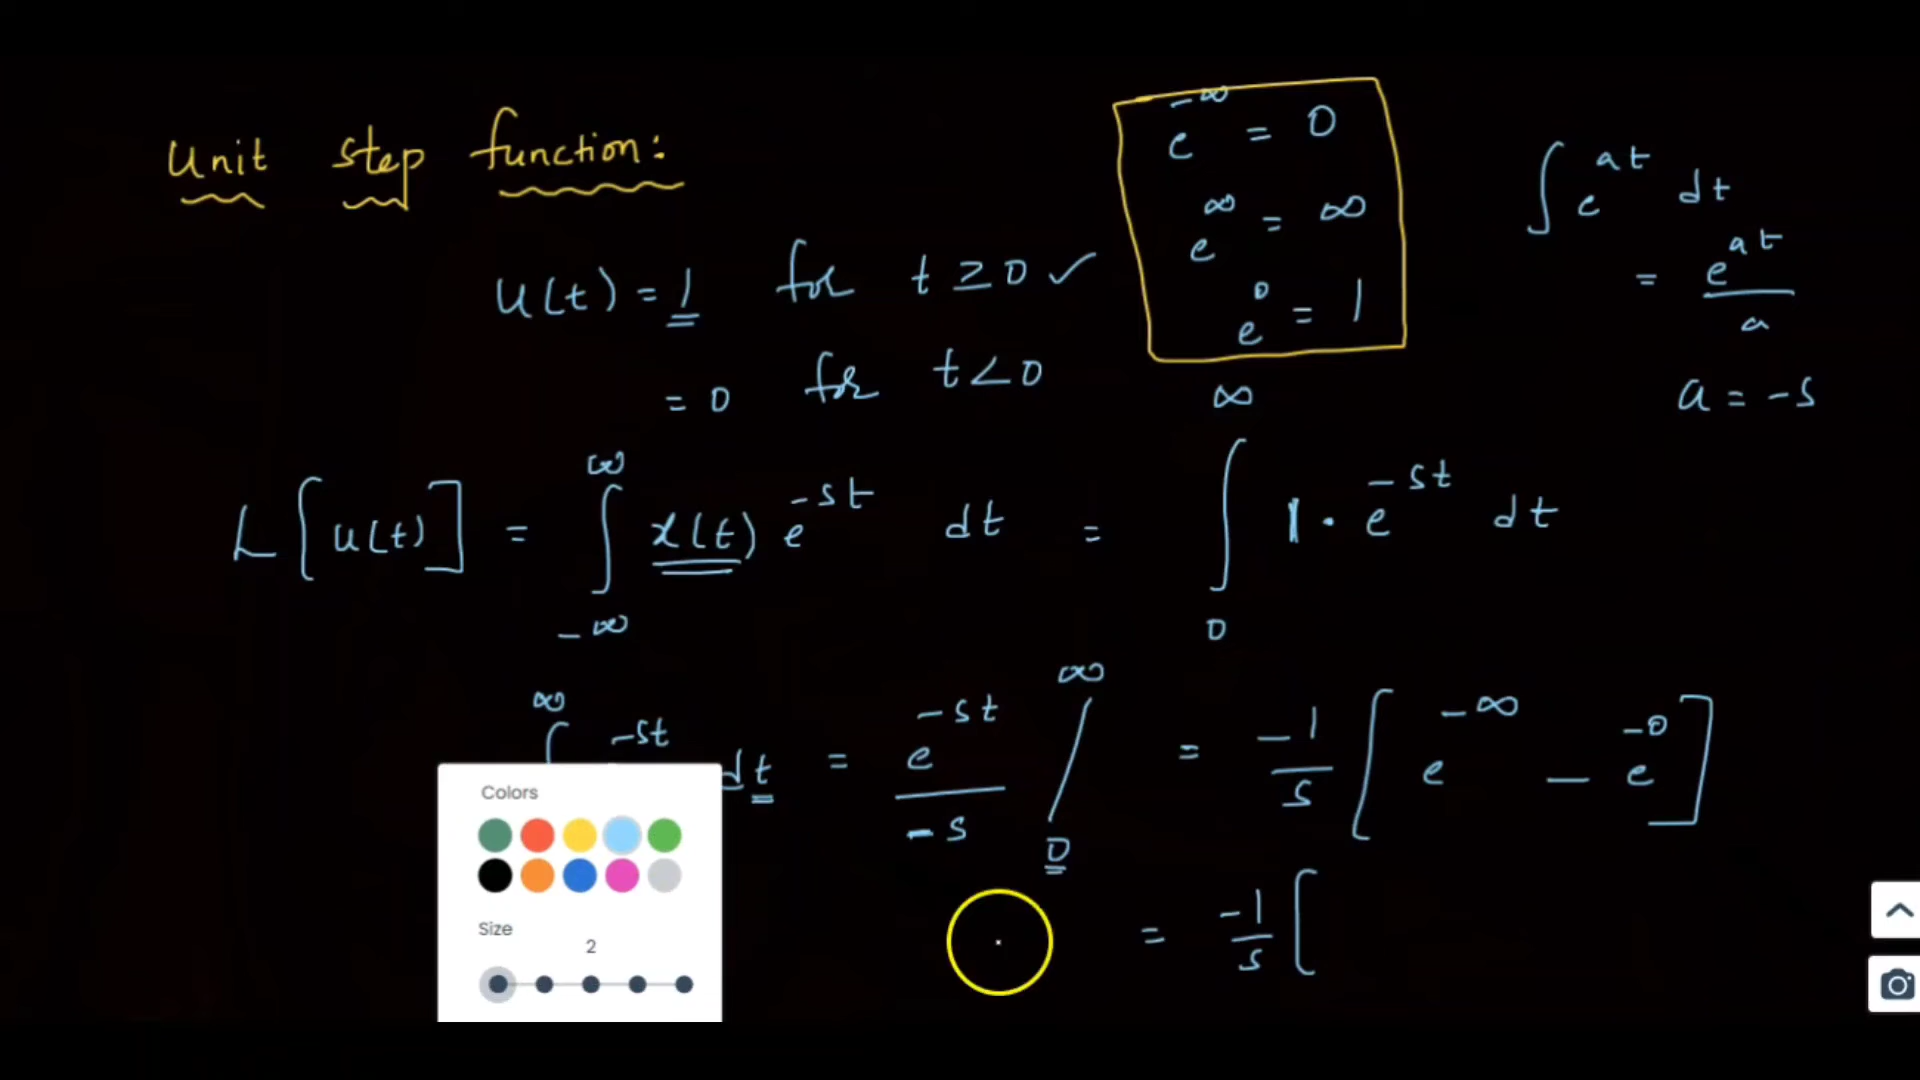 Unit step function:
e^-∞ = 0
e^∞ = ∞
e^0 = 1
∫ e^at dt
= e^at / a
a = -s
u(t) = 1 for t ≥ 0 ✓
= 0 for t < 0
L[u(t)] = ∫_-∞^∞ x(t) e^-st dt = ∫_0^∞ 1 · e^-st dt
∫^∞ -st dt = e^-st / -s /_0^∞ = -1/s [e^-∞ - e^-0]
= -1/s [
Colors
Size
2